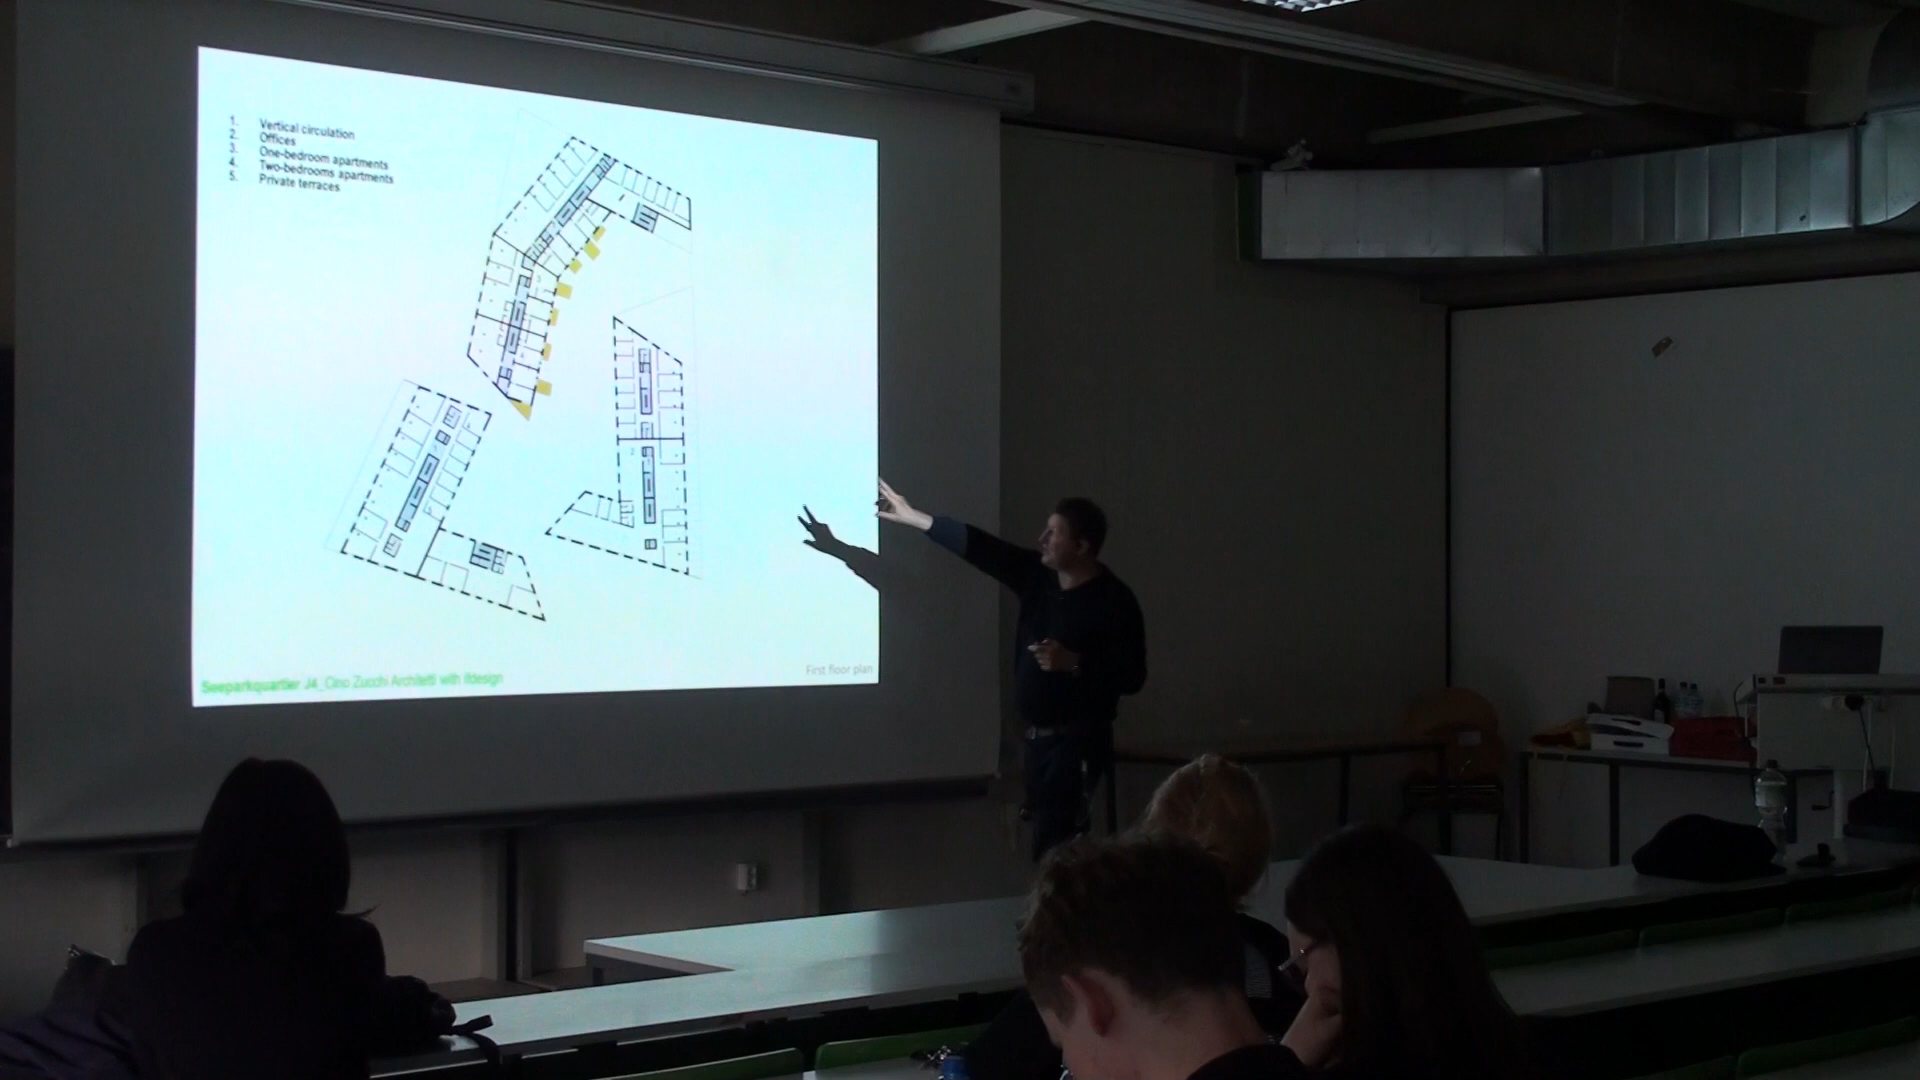 1. Vertical circulation
2. Offices
3. One-bedroom apartments
4. Two-bedrooms apartments
5. Private terraces
Seeparkquartier J4_Cino Zucchi Architetti with ifdesign
First floor plan